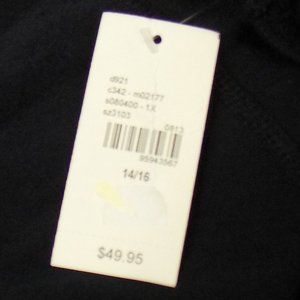 d921
c342 - m02177
s080400 - 1X
sz3103
0813
95943567
14/16
$49.95